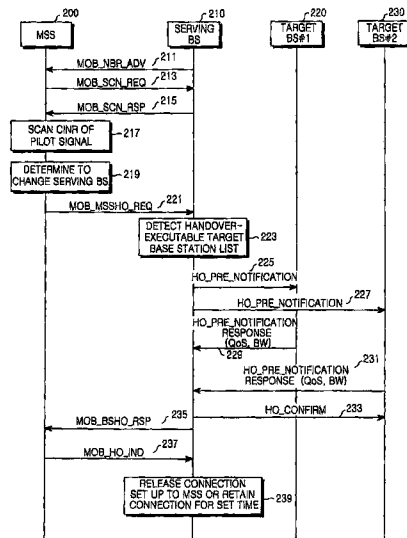 200
210
220
230
MSS
SERVING
BS
TARGET
BS#1
TARGET
BS#2
MOB_NBR_ADV 211
MOB_SCN_REQ 213
MOB_SCN_RSP 215
SCAN CINR OF
PILOT SIGNAL
217
DETERMINE TO
CHANGE SERVING BS
219
MOB_MSSHO_REQ 221
DETECT HANDOVER-
EXECUTABLE TARGET
BASE STATION LIST
223
225
HO_PRE_NOTIFICATION
HO_PRE_NOTIFICATION 227
HO_PRE_NOTIFICATION
RESPONSE
(QoS, BW)
229
231
HO_PRE_NOTIFICATION
RESPONSE (QoS, BW)
MOB_BSHO_RSP 235
HO_CONFIRM 233
MOB_HO_IND 237
RELEASE CONNECTION
SET UP TO MSS OR RETAIN
CONNECTION FOR SET TIME
239